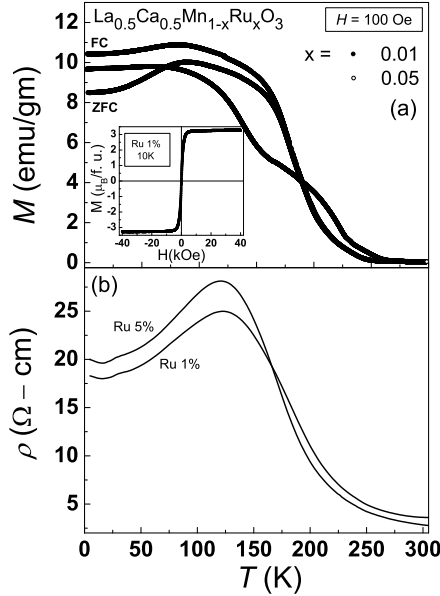 La0.5Ca0.5Mn1-xRuxO3
H = 100 Oe
FC
x = 0.01
0.05
(a)
ZFC
M (emu/gm)
12
10
8
6
4
2
0
Ru 1%
10K
M (μB/f. u.)
3
2
1
0
-1
-2
-3
-40 -20 0 20 40
H(kOe)
(b)
Ru 5%
Ru 1%
ρ (Ω − cm)
25
20
15
10
5
0 50 100 150 200 250 300
T (K)